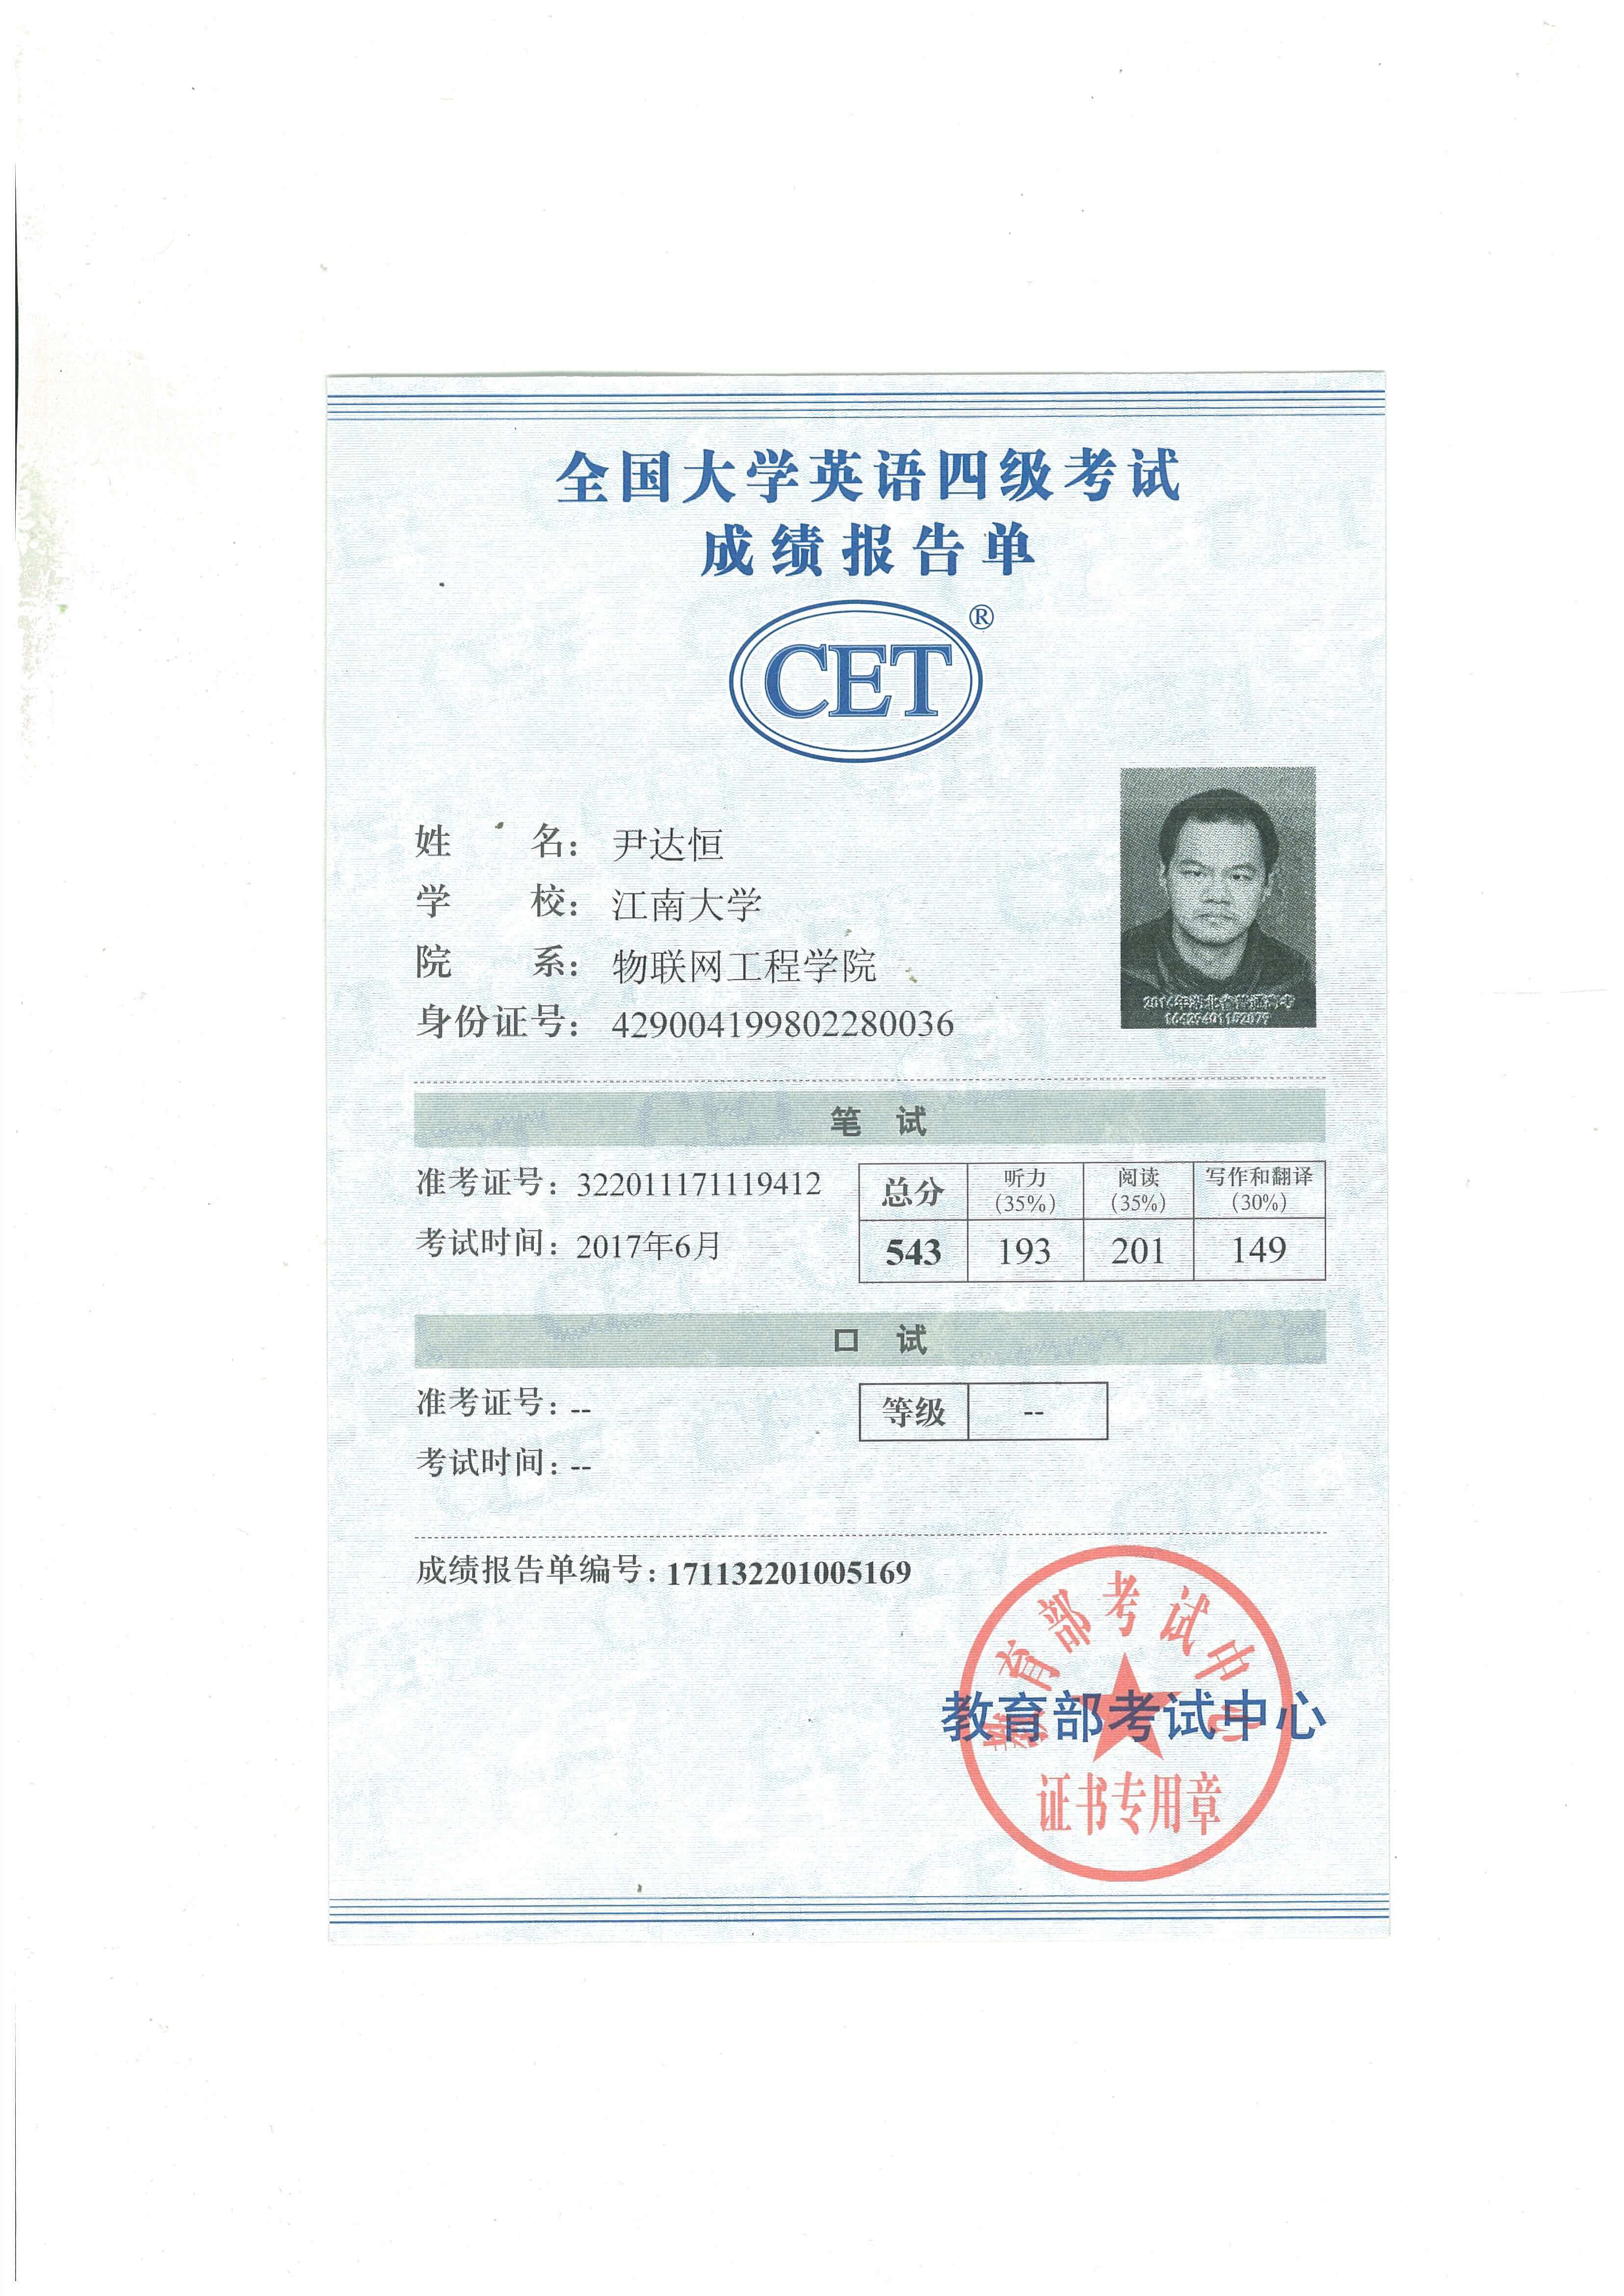 全国大学英语四级考试
成绩报告单
CET®
姓 名： 尹达恒
学 校： 江南大学
院 系： 物联网工程学院
身份证号： 429004199802280036
2014年湖北省普通高考
笔 试
准考证号：322011171119412
考试时间：2017年6月
总分 听力(35%) 阅读(35%) 写作和翻译(30%)
543 193 201 149
口 试
准考证号：--
考试时间：--
等级 --
成绩报告单编号：171132201005169
教育部考试中心
教育部考试中心
证书专用章